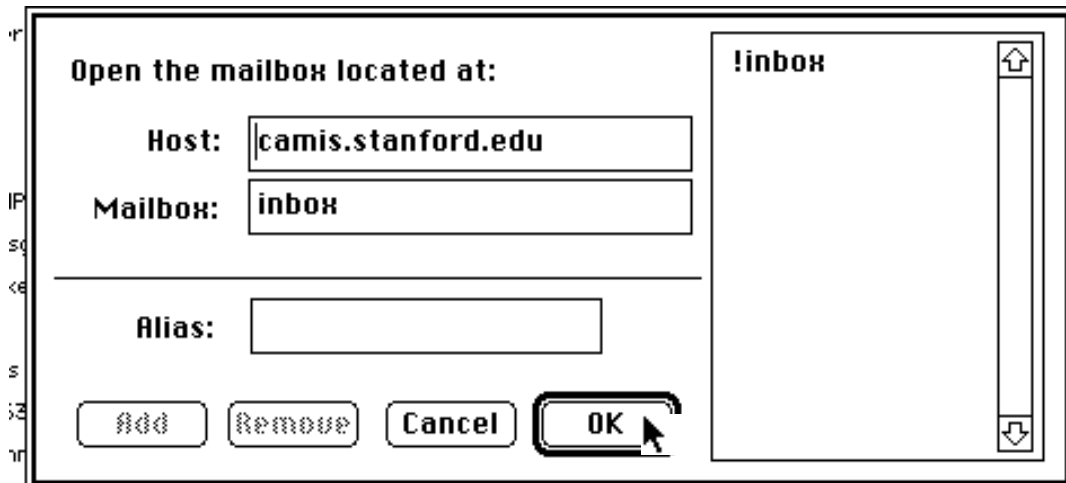 Open the mailbox located at:
Host: camis.stanford.edu
Mailbox: inbox
Alias:
Add Remove Cancel OK
!inbox